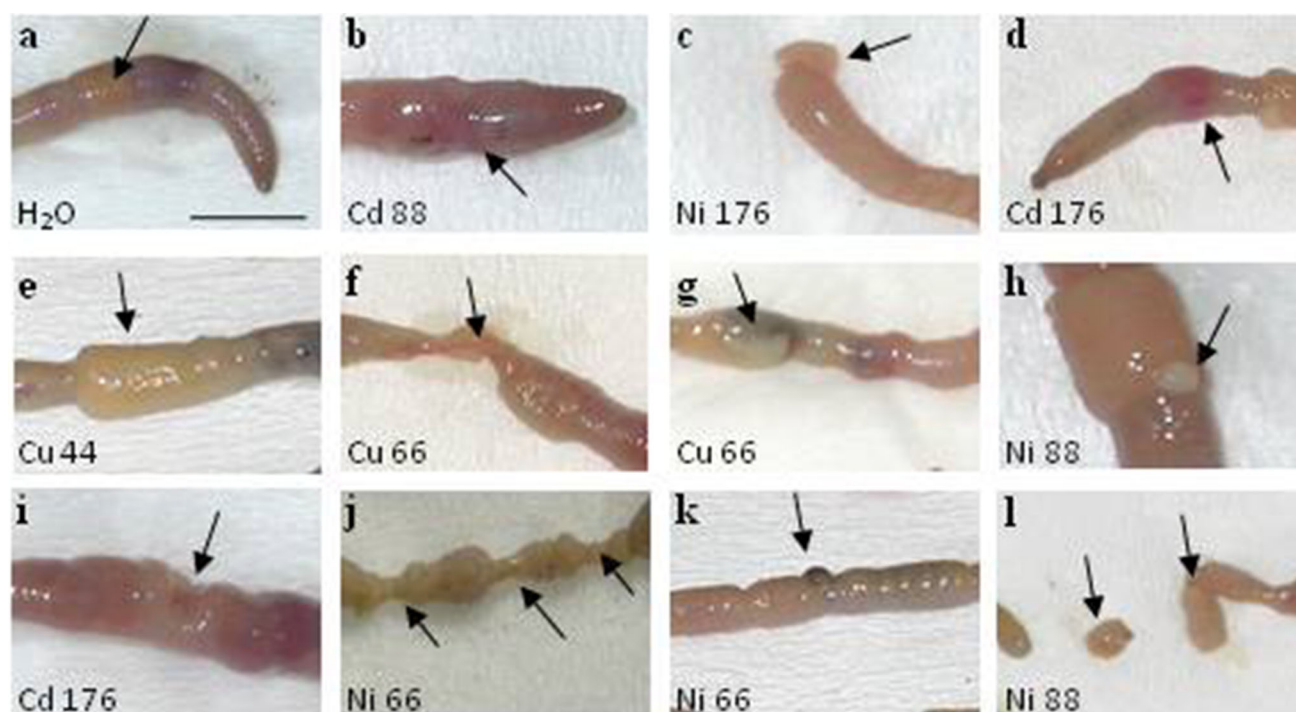 a
H₂O
b
Cd 88
c
Ni 176
d
Cd 176
e
Cu 44
f
Cu 66
g
Cu 66
h
Ni 88
i
Cd 176
j
Ni 66
k
Ni 66
l
Ni 88